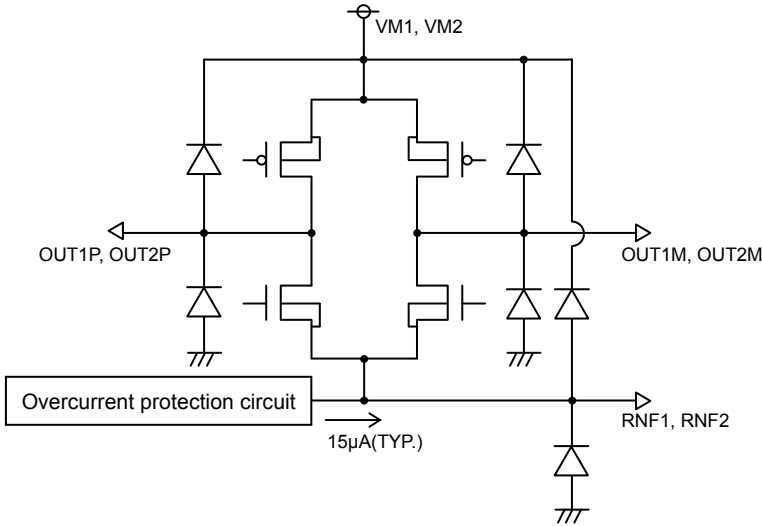 VM1, VM2
OUT1P, OUT2P
OUT1M, OUT2M
Overcurrent protection circuit
15µA(TYP.)
RNF1, RNF2